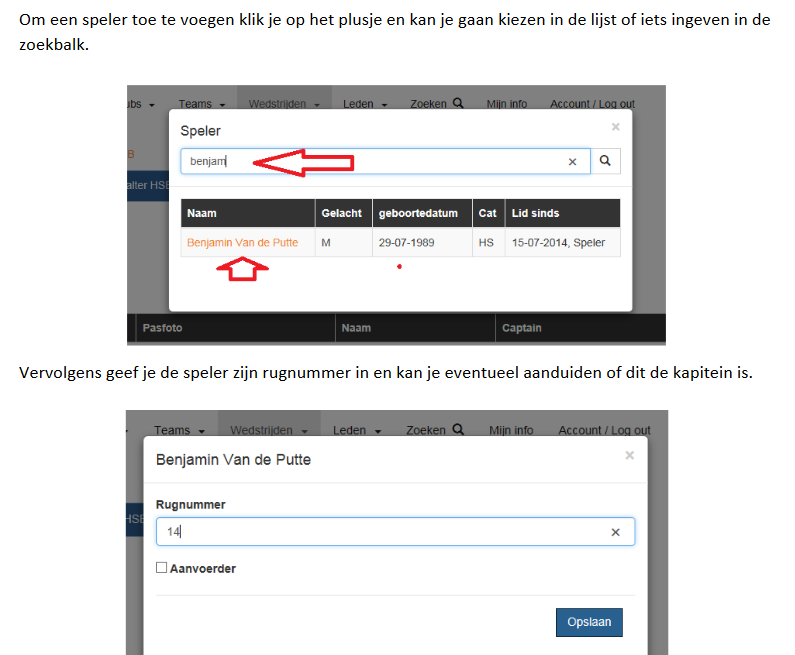 Om een speler toe te voegen klik je op het plusje en kan je gaan kiezen in de lijst of iets ingeven in de
zoekbalk.
Teams Wedstrijden Leden Zoeken Mijn info Account / Log out
Speler
benjam
Naam Gelacht geboortedatum Cat Lid sinds
Benjamin Van de Putte M 29-07-1989 HS 15-07-2014, Speler
Pasfoto Naam Captain
Vervolgens geef je de speler zijn rugnummer in en kan je eventueel aanduiden of dit de kapitein is.
Teams Wedstrijden Leden Zoeken Mijn info Account / Log out
Benjamin Van de Putte
Rugnummer
14
Aanvoerder
Opslaan